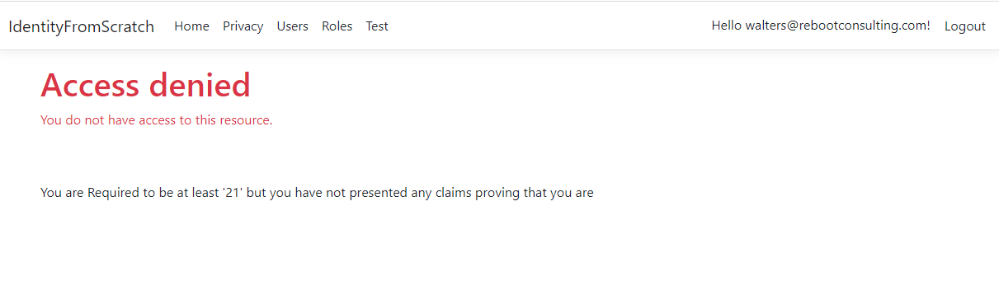 IdentityFromScratch Home Privacy Users Roles Test Hello walters@rebootconsulting.com! Logout
Access denied
You do not have access to this resource.
You are Required to be at least '21' but you have not presented any claims proving that you are